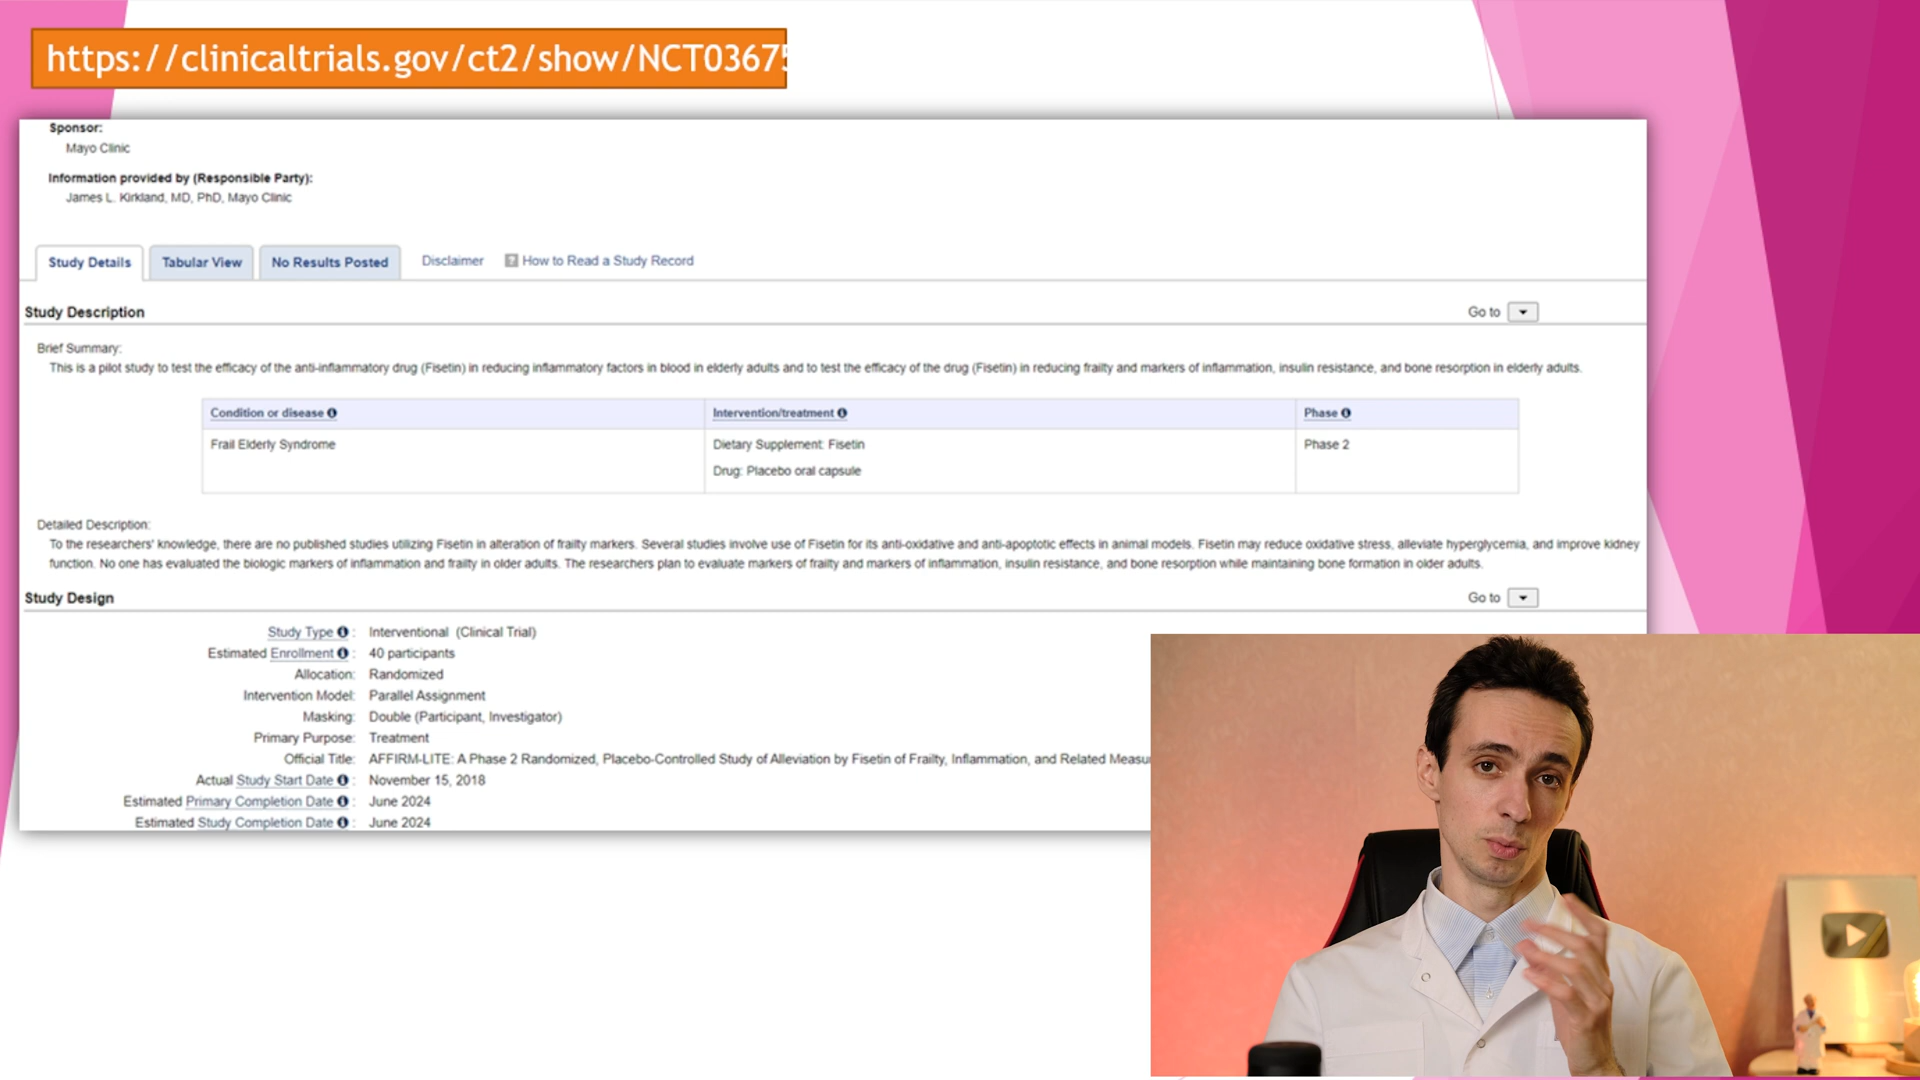 https://clinicaltrials.gov/ct2/show/NCT0367
Sponsor:
Mayo Clinic
Information provided by (Responsible Party):
James L. Kirkland, MD, PhD, Mayo Clinic
Study Details Tabular View No Results Posted Disclaimer ? How to Read a Study Record
Study Description Go to
Brief Summary:
This is a pilot study to test the efficacy of the anti-inflammatory drug (Fisetin) in reducing inflammatory factors in blood in elderly adults and to test the efficacy of the drug (Fisetin) in reducing frailty and markers of inflammation, insulin resistance, and bone resorption in elderly adults.
Condition or disease Intervention/treatment Phase
Frail Elderly Syndrome Dietary Supplement: Fisetin Phase 2
Drug: Placebo oral capsule
Detailed Description:
To the researchers' knowledge, there are no published studies utilizing Fisetin in alteration of frailty markers. Several studies involve use of Fisetin for its anti-oxidative and anti-apoptotic effects in animal models. Fisetin may reduce oxidative stress, alleviate hyperglycemia, and improve kidney
function. No one has evaluated the biologic markers of inflammation and frailty in older adults. The researchers plan to evaluate markers of frailty and markers of inflammation, insulin resistance, and bone resorption while maintaining bone formation in older adults.
Study Design Go to
Study Type : Interventional (Clinical Trial)
Estimated Enrollment : 40 participants
Allocation: Randomized
Intervention Model: Parallel Assignment
Masking: Double (Participant, Investigator)
Primary Purpose: Treatment
Official Title: AFFIRM-LITE: A Phase 2 Randomized, Placebo-Controlled Study of Alleviation by Fisetin of Frailty, Inflammation, and Related Measu
Actual Study Start Date : November 15, 2018
Estimated Primary Completion Date : June 2024
Estimated Study Completion Date : June 2024